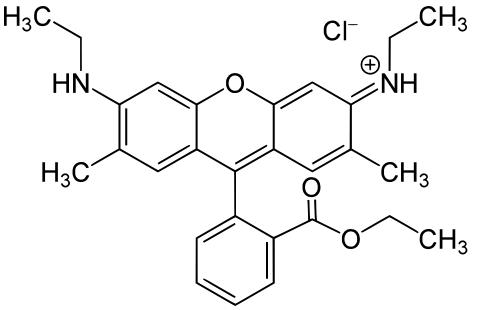 H₃C Cl⁻ CH₃
HN O ⊕ NH
H₃C CH₃
O
O CH₃